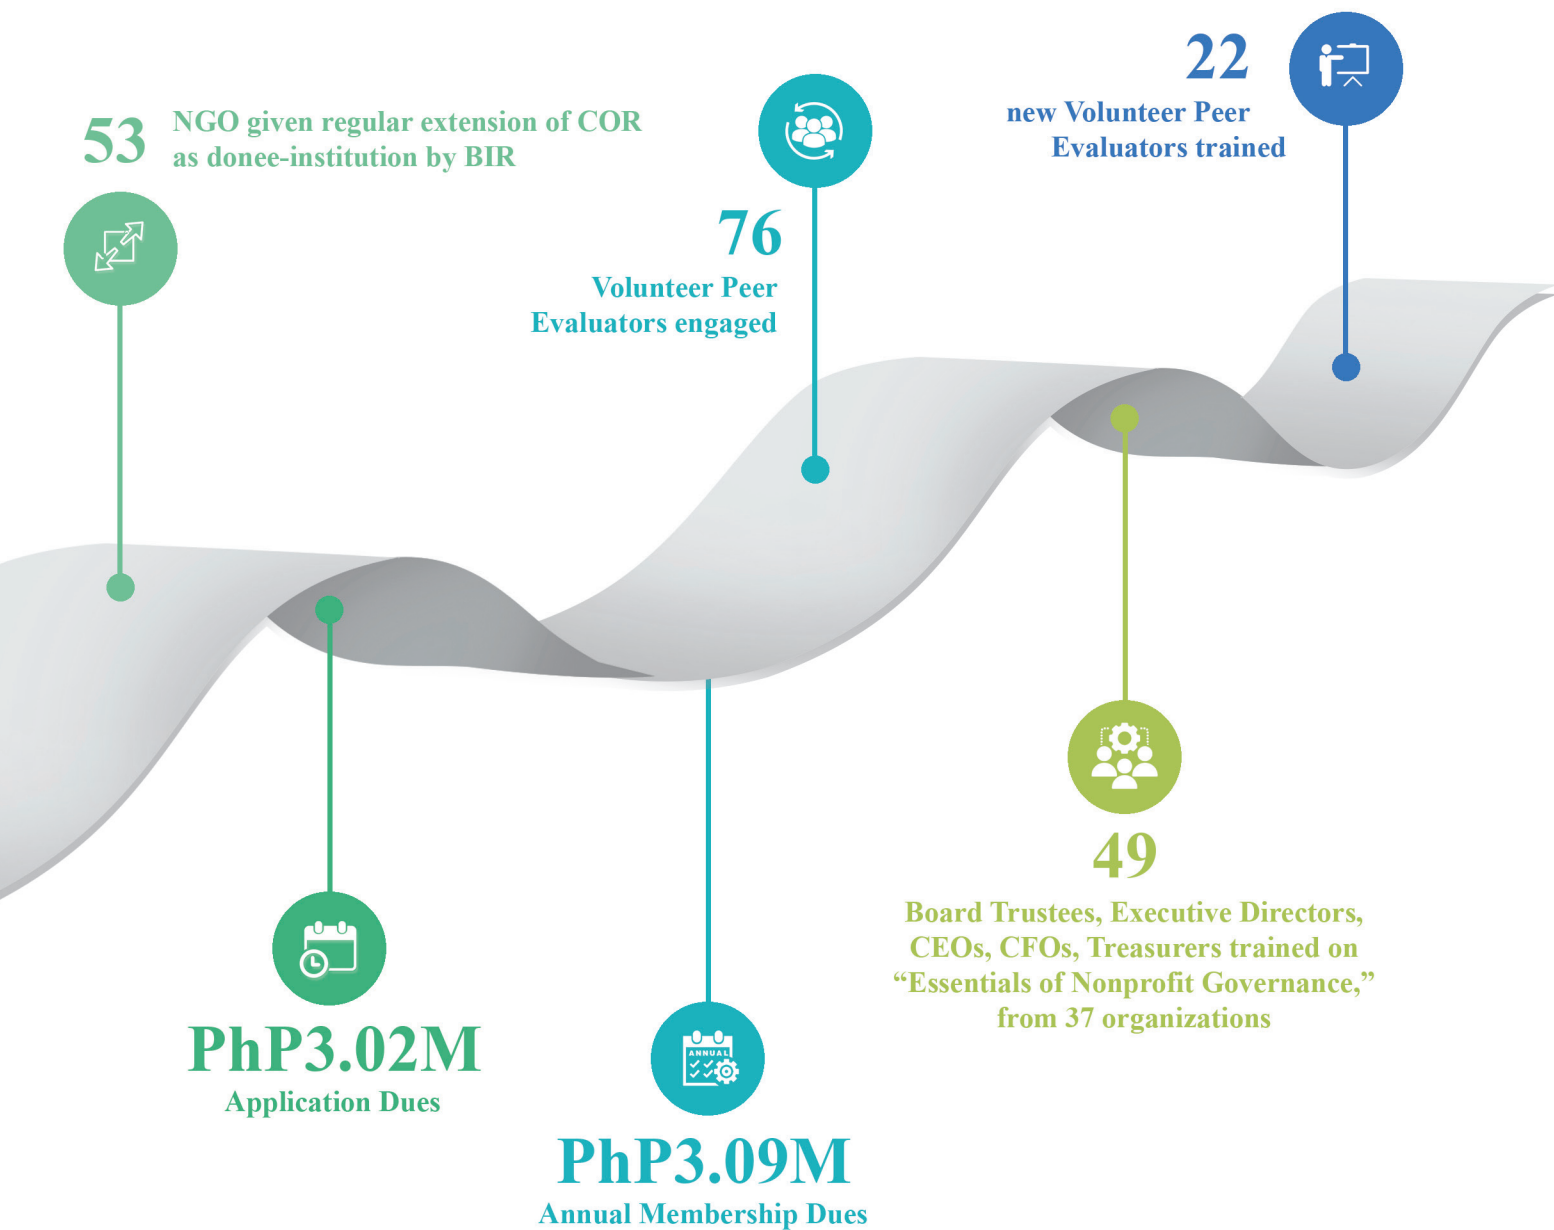 53
NGO given regular extension of COR
as donee-institution by BIR
76
Volunteer Peer
Evaluators engaged
22
new Volunteer Peer
Evaluators trained
PhP3.02M
Application Dues
ANNUAL
PhP3.09M
Annual Membership Dues
49
Board Trustees, Executive Directors,
CEOs, CFOs, Treasurers trained on
“Essentials of Nonprofit Governance,”
from 37 organizations